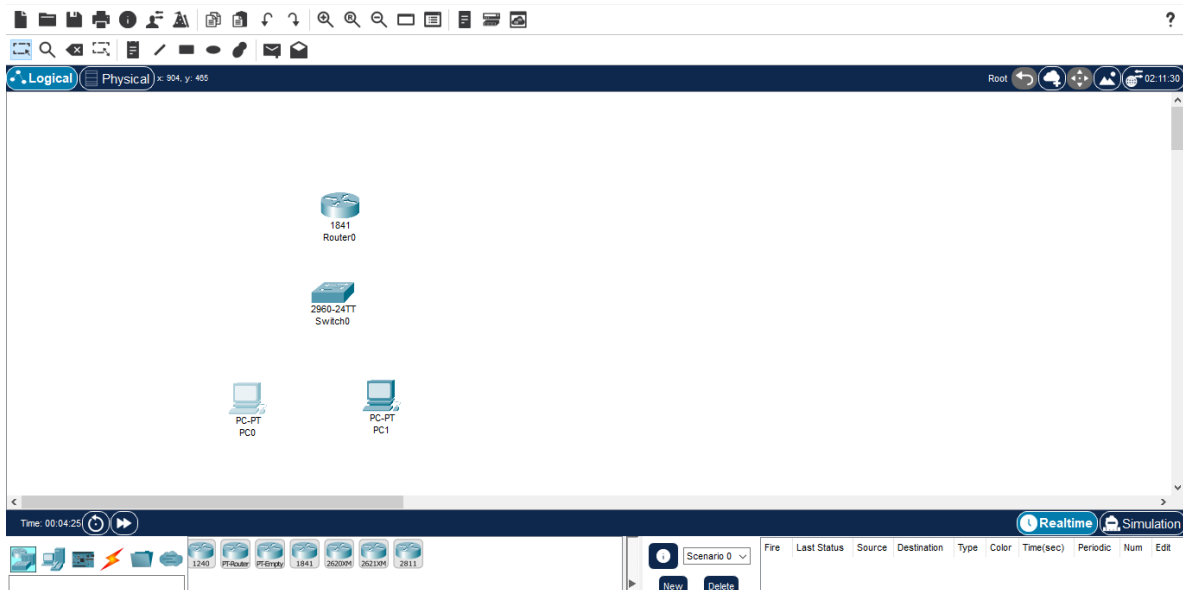 ?
Logical Physical x: 904, y: 465 Root 02:11:30
1841
Router0
2960-24TT
Switch0
PC-PT
PC0
PC-PT
PC1
Time: 00:04:25 Realtime Simulation
1240 PT-Router PT-Empty 1841 2620XM 2621XM 2811
Scenario 0
Fire Last Status Source Destination Type Color Time(sec) Periodic Num Edit
New Delete